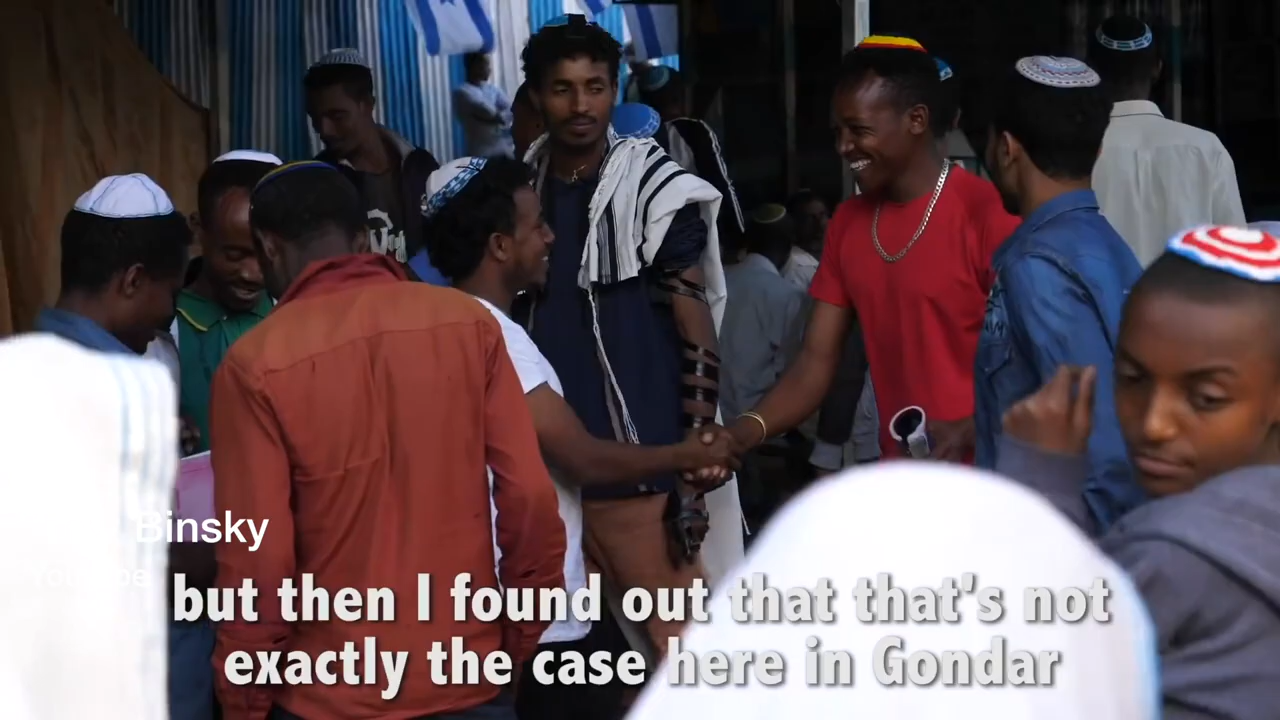 Binsky
but then I found out that that's not
exactly the case here in Gondar